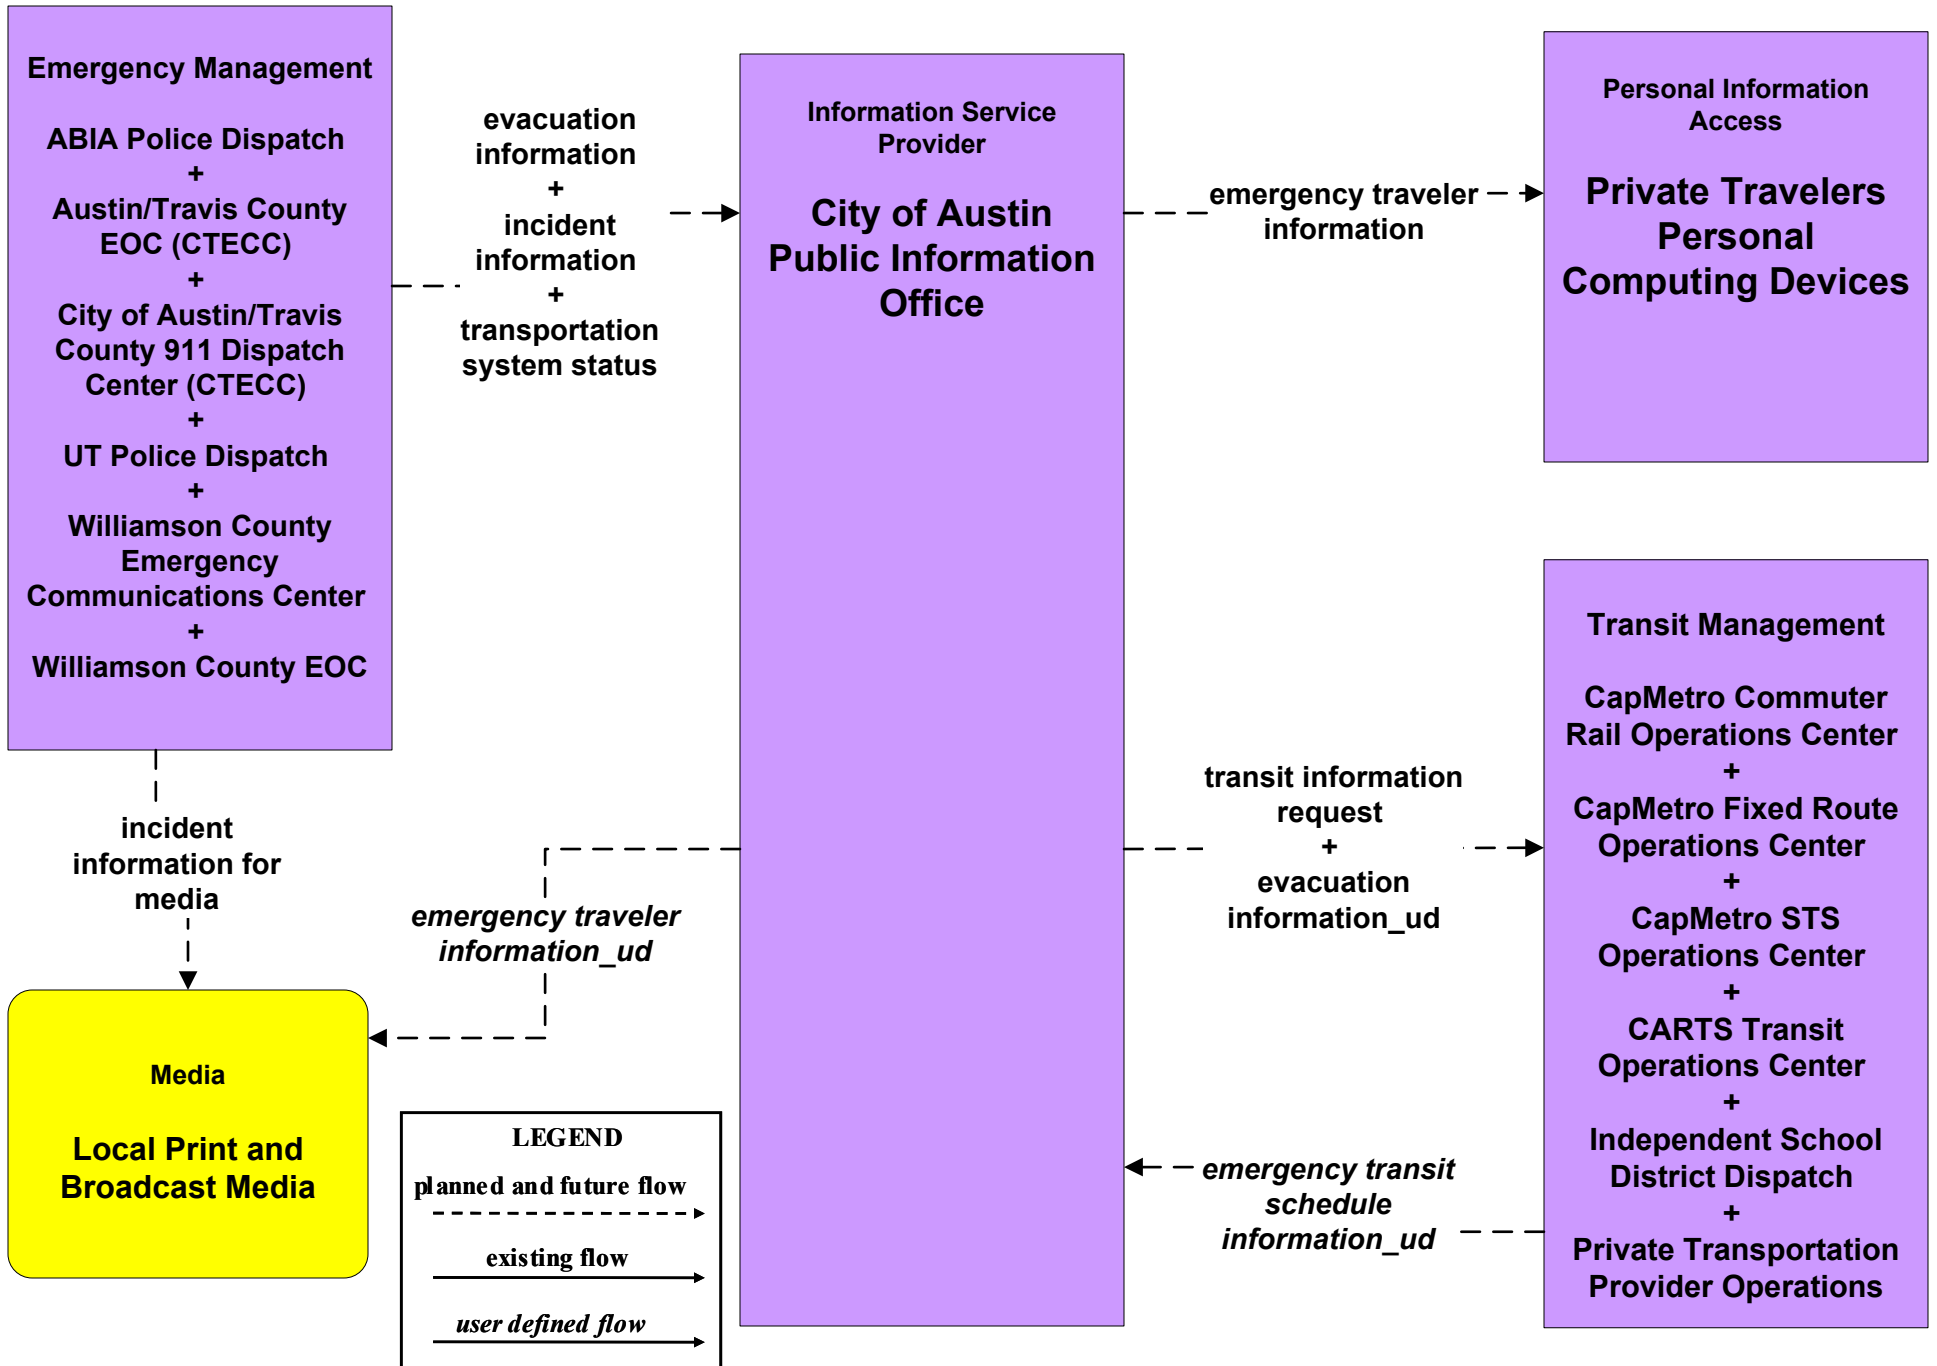 Emergency Management
ABIA Police Dispatch
+
Austin/Travis County
EOC (CTECC)
+
City of Austin/Travis
County 911 Dispatch
Center (CTECC)
+
UT Police Dispatch
+
Williamson County
Emergency
Communications Center
+
Williamson County EOC
evacuation
information
+
incident
information
+
transportation
system status
Information Service
Provider
City of Austin
Public Information
Office
emergency traveler
information
Personal Information
Access
Private Travelers
Personal
Computing Devices
incident
information for
media
emergency traveler
information_ud
transit information
request
+
evacuation
information_ud
Transit Management
CapMetro Commuter
Rail Operations Center
+
CapMetro Fixed Route
Operations Center
+
CapMetro STS
Operations Center
+
CARTS Transit
Operations Center
+
Independent School
District Dispatch
+
Private Transportation
Provider Operations
emergency transit
schedule
information_ud
Media
Local Print and
Broadcast Media
LEGEND
planned and future flow
existing flow
user defined flow